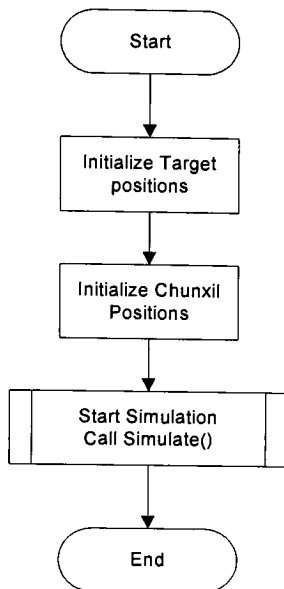 Start
Initialize Target
positions
Initialize Chunxil
Positions
Start Simulation
Call Simulate()
End